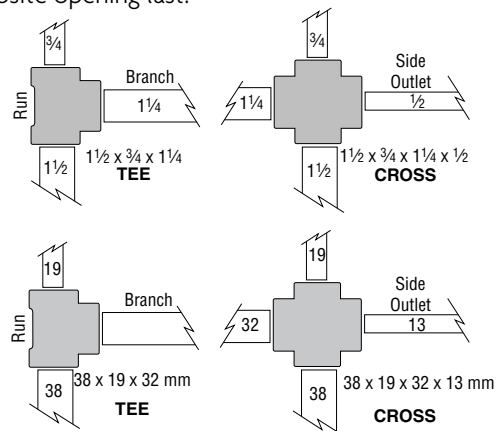 osite opening last.
3⁄4
Run
Branch
1 1⁄4
1 1⁄2
1 1⁄2 x 3⁄4 x 1 1⁄4
TEE
3⁄4
Side
Outlet
1 1⁄4
1⁄2
1 1⁄2
1 1⁄2 x 3⁄4 x 1 1⁄4 x 1⁄2
CROSS
19
Run
Branch
38
38 x 19 x 32 mm
TEE
19
Side
Outlet
32
13
38
38 x 19 x 32 x 13 mm
CROSS